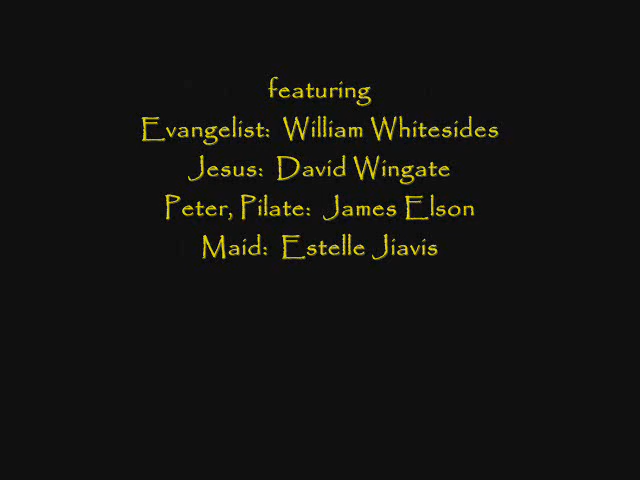 featuring
Evangelist: William Whitesides
Jesus: David Wingate
Peter, Pilate: James Elson
Maid: Estelle Jiavis